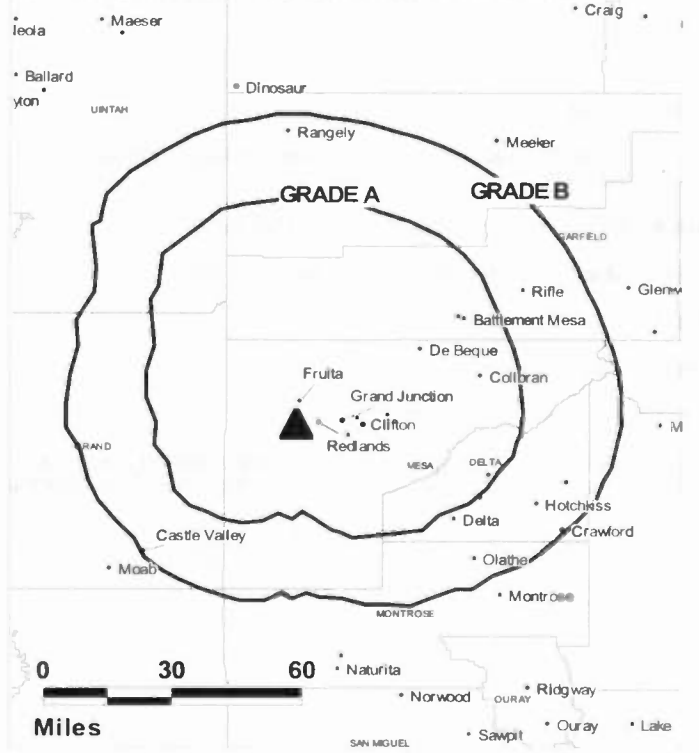 Craig
Maeser
leola
Ballard
yton
Dinosaur
UINTAH
Rangely
Meeker
GRADE A
GRADE B
GARFIELD
Rifle
Glenw
Battlement Mesa
De Beque
Collbran
Fruita
Grand Junction
Clifton
Redlands
M
GRAND
MESA
DELTA
Hotchkiss
Delta
Crawford
Castle Valley
Olathe
Moab
Montrose
MONTROSE
0 30 60
Naturita
Ridgway
Norwood
OURAY
Miles
Ouray
Lake
Sawpit
SAN MIGUEL